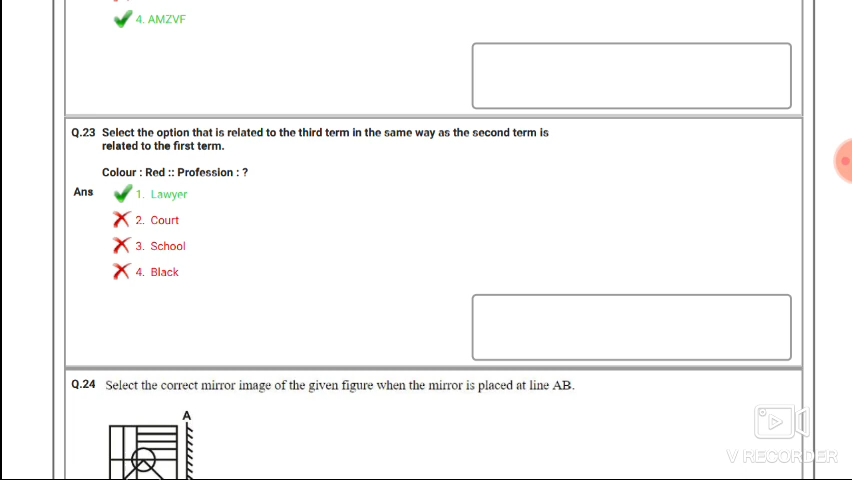 4. AMZVF
Q.23 Select the option that is related to the third term in the same way as the second term is
related to the first term.
Colour : Red :: Profession : ?
Ans 1. Lawyer
2. Court
3. School
4. Black
Q.24 Select the correct mirror image of the given figure when the mirror is placed at line AB.
A
V RECORDER